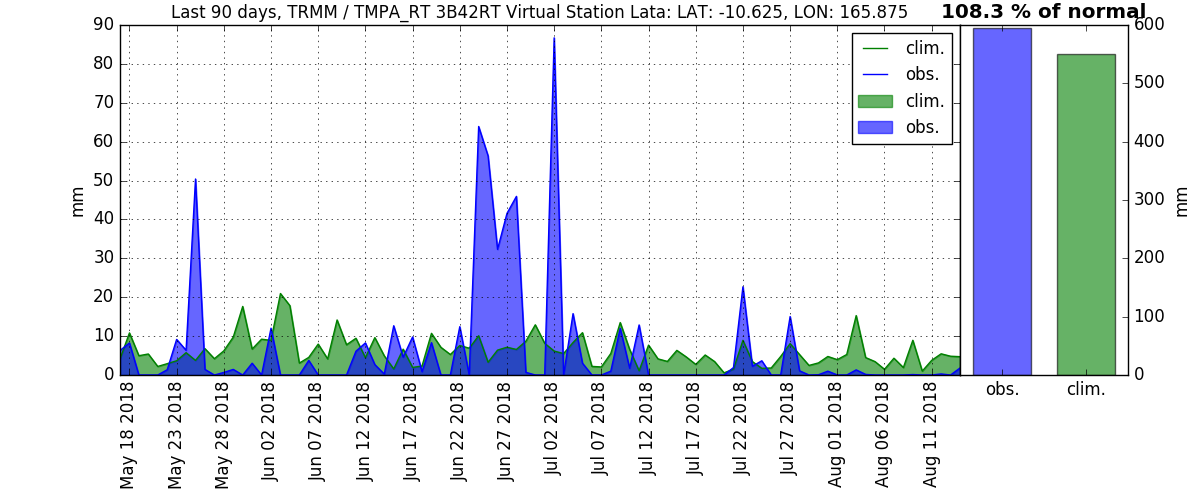 Last 90 days, TRMM / TMPA_RT 3B42RT Virtual Station Lata: LAT: -10.625, LON: 165.875
108.3 % of normal
90
80
70
60
50
40
30
20
10
0
mm
clim.
obs.
clim.
obs.
600
500
400
300
200
100
0
mm
May 18 2018
May 23 2018
May 28 2018
Jun 02 2018
Jun 07 2018
Jun 12 2018
Jun 17 2018
Jun 22 2018
Jun 27 2018
Jul 02 2018
Jul 07 2018
Jul 12 2018
Jul 17 2018
Jul 22 2018
Jul 27 2018
Aug 01 2018
Aug 06 2018
Aug 11 2018
obs.
clim.